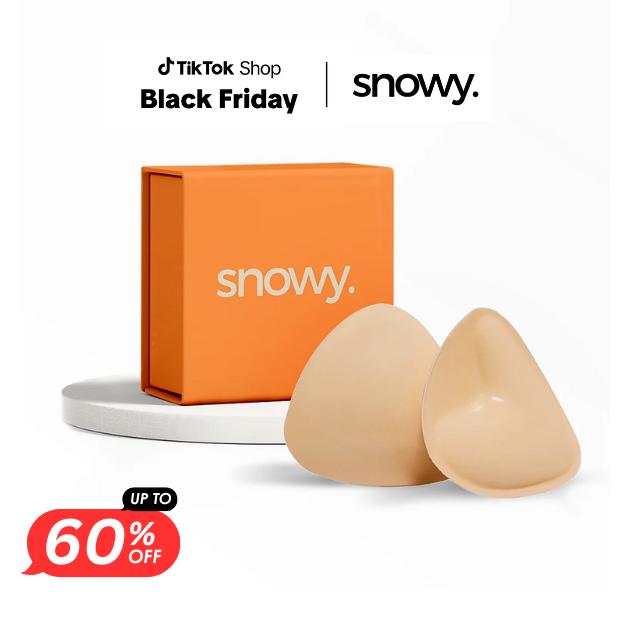 TikTok Shop
Black Friday
snowy.
snowy.
UP TO
60%
OFF